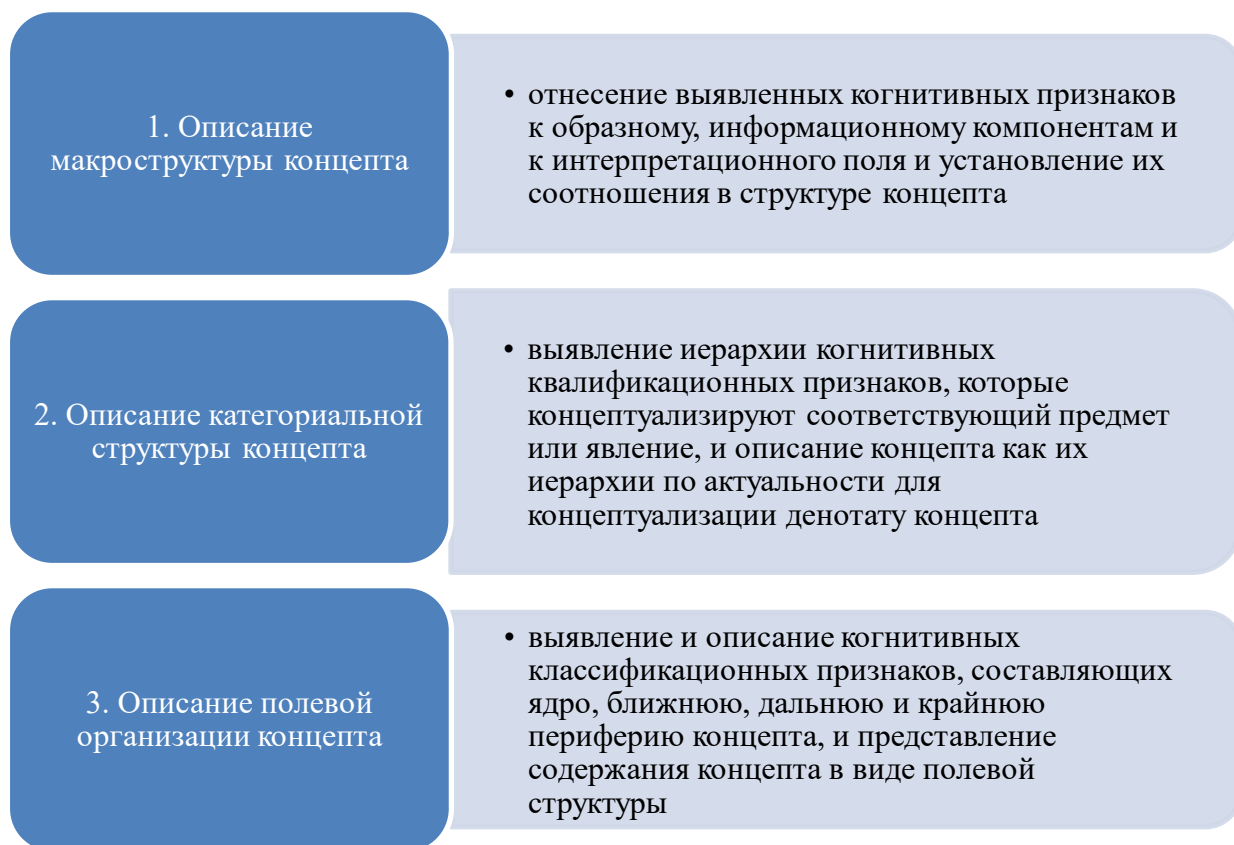 1. Описание
макроструктуры концепта
• отнесение выявленных когнитивных признаков
к образному, информационному компонентам и
к интерпретационного поля и установление их
соотношения в структуре концепта
2. Описание категориальной
структуры концепта
• выявление иерархии когнитивных
квалификационных признаков, которые
концептуализируют соответствующий предмет
или явление, и описание концепта как их
иерархии по актуальности для
концептуализации денотату концепта
3. Описание полевой
организации концепта
• выявление и описание когнитивных
классификационных признаков, составляющих
ядро, ближнюю, дальнюю и крайнюю
периферию концепта, и представление
содержания концепта в виде полевой
структуры